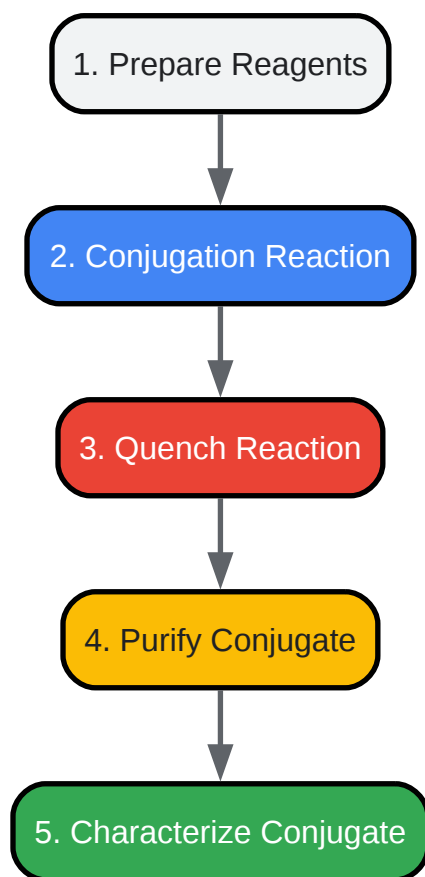 1. Prepare Reagents
2. Conjugation Reaction
3. Quench Reaction
4. Purify Conjugate
5. Characterize Conjugate